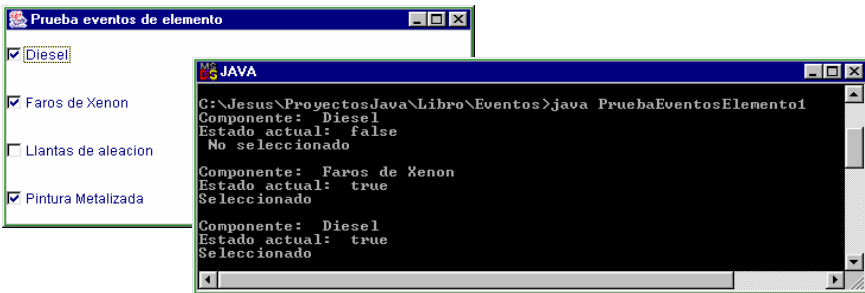 Prueba eventos de elemento
Diesel
Faros de Xenon
Llantas de aleacion
Pintura Metalizada
MS DOS JAVA
C:\Jesus\ProyectosJava\Libro\Eventos>java PruebaEventosElemento1
Componente:  Diesel
Estado actual:  false
 No seleccionado
Componente:  Faros de Xenon
Estado actual:  true
Seleccionado
Componente:  Diesel
Estado actual:  true
Seleccionado